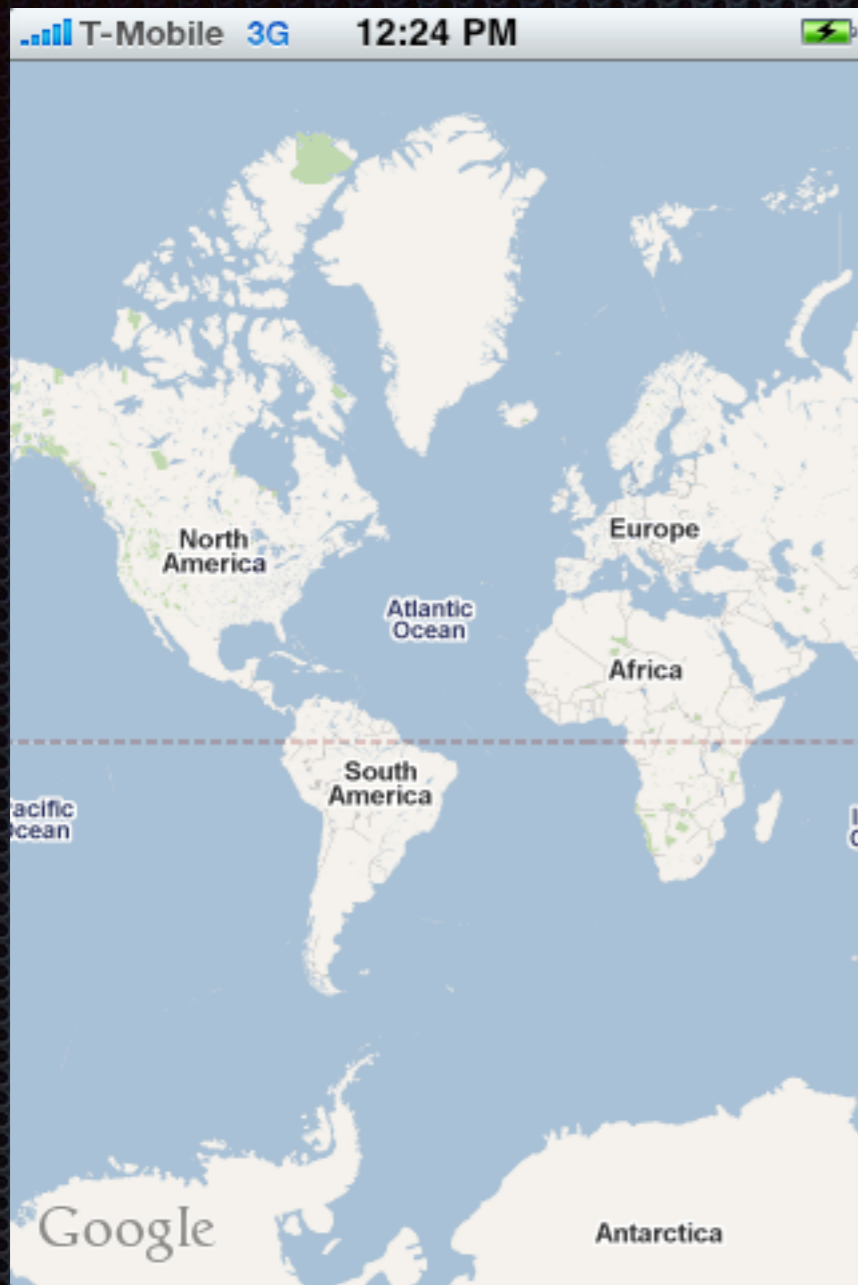 T-Mobile 3G 12:24 PM
North
America
Europe
Atlantic
Ocean
Africa
South
America
acific
cean
Google
Antarctica